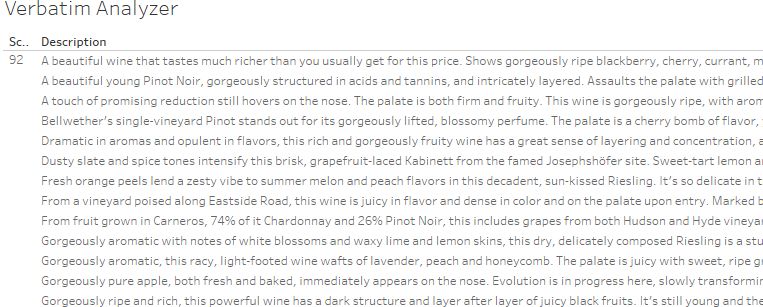 Verbatim Analyzer
Sc.. Description
92 A beautiful wine that tastes much richer than you usually get for this price. Shows gorgeously ripe blackberry, cherry, currant, m
A beautiful young Pinot Noir, gorgeously structured in acids and tannins, and intricately layered. Assaults the palate with grilled
A touch of promising reduction still hovers on the nose. The palate is both firm and fruity. This wine is gorgeously ripe, with arom
Bellwether's single-vineyard Pinot stands out for its gorgeously lifted, blossomy perfume. The palate is a cherry bomb of flavor,
Dramatic in aromas and opulent in flavors, this rich and gorgeously fruity wine has a great sense of layering and concentration, a
Dusty slate and spice tones intensify this brisk, grapefruit-laced Kabinett from the famed Josephshöfer site. Sweet-tart lemon a
Fresh orange peels lend a zesty vibe to summer melon and peach flavors in this decadent, sun-kissed Riesling. It's so delicate in t
From a vineyard poised along Eastside Road, this wine is juicy in flavor and dense in color and on the palate upon entry. Marked b
From fruit grown in Carneros, 74% of it Chardonnay and 26% Pinot Noir, this includes grapes from both Hudson and Hyde vineyar
Gorgeously aromatic with notes of white blossoms and waxy lime and lemon skins, this dry, delicately composed Riesling is a stu
Gorgeously aromatic, this racy, light-footed wine wafts of lavender, peach and honeycomb. The palate is juicy with sweet, ripe gr
Gorgeously pure apple, both fresh and baked, immediately appears on the nose. Evolution is in progress here, slowly transformin
Gorgeously ripe and rich, this powerful wine has a dark structure and layer after layer of juicy black fruits. It's still young and the